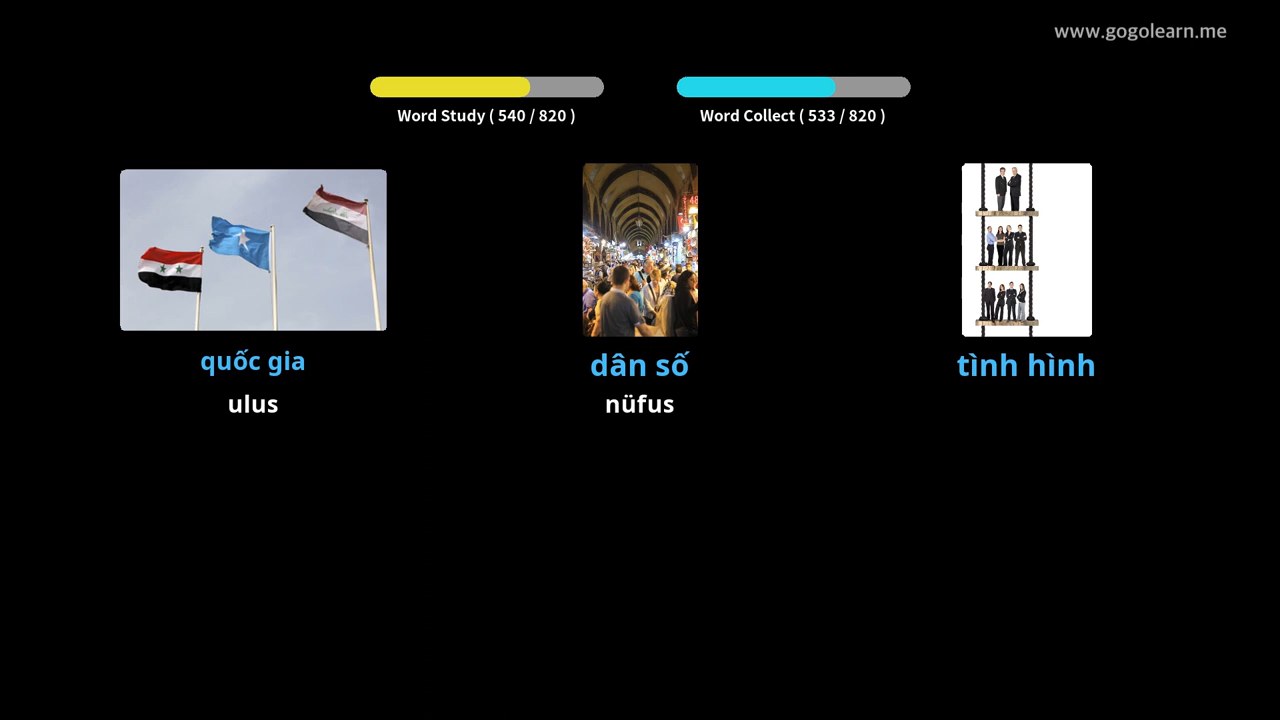 www.gogolearn.me
Word Study ( 540 / 820 )
Word Collect ( 533 / 820 )
quốc gia
ulus
dân số
nüfus
tình hình